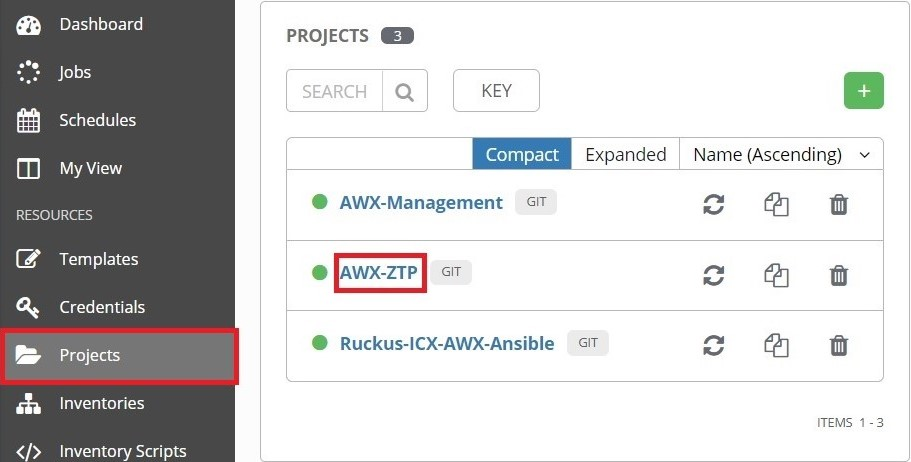 Dashboard
Jobs
Schedules
My View
RESOURCES
Templates
Credentials
Projects
Inventories
Inventory Scripts
PROJECTS 3
SEARCH KEY +
Compact Expanded Name (Ascending)
AWX-Management GIT
AWX-ZTP GIT
Ruckus-ICX-AWX-Ansible GIT
ITEMS 1 - 3